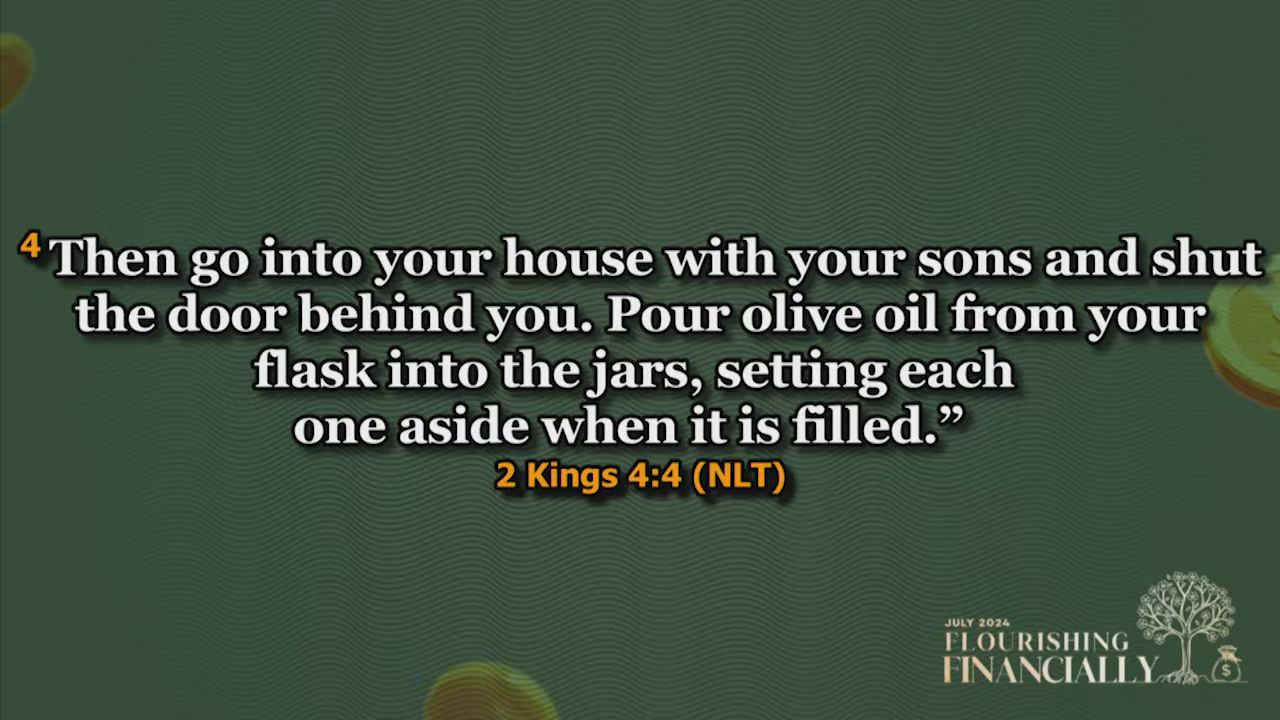 4 Then go into your house with your sons and shut
the door behind you. Pour olive oil from your
flask into the jars, setting each
one aside when it is filled.”
2 Kings 4:4 (NLT)
JULY 2024
FLOURISHING
FINANCIALLY
$